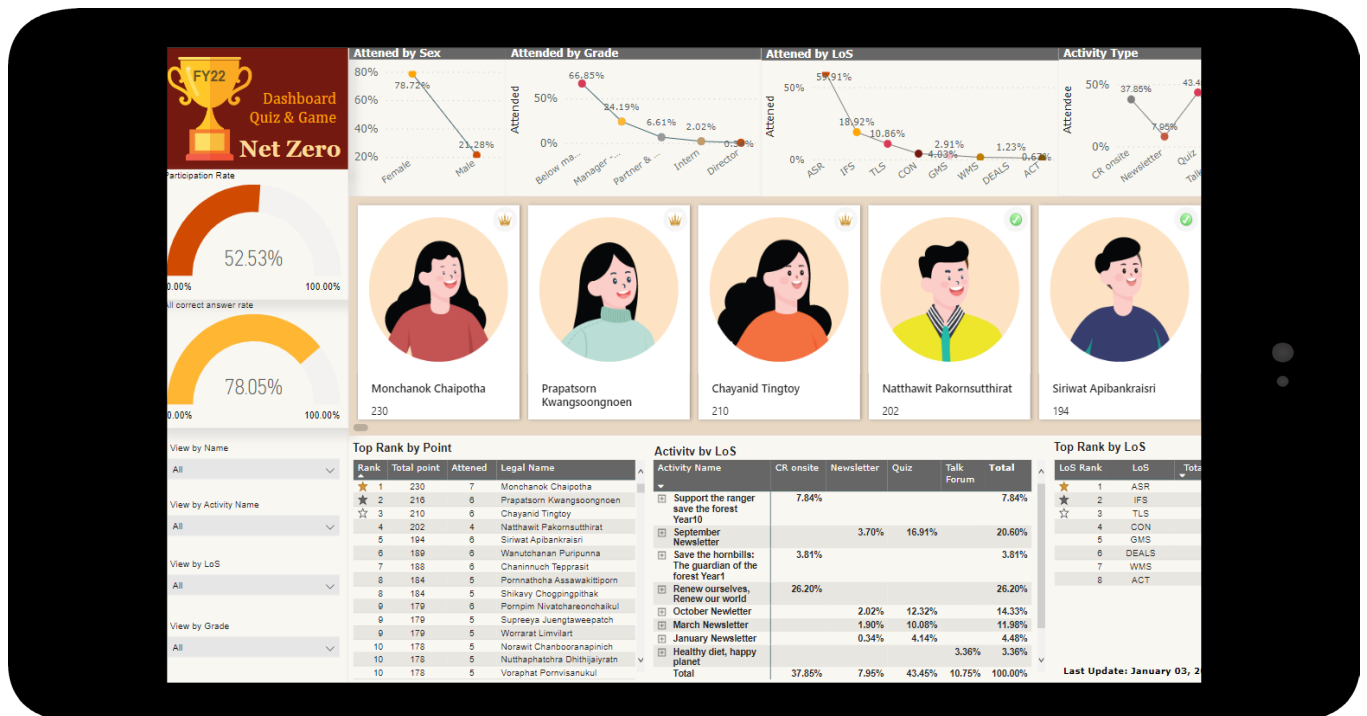 FY22
Dashboard
Quiz & Game
Net Zero
Attened by Sex
80%
60%
40%
20%
78.72%
21.28%
Female
Male
Attended by Grade
Attended
50%
0%
66.85%
24.19%
6.61%
2.02%
Below ma...
Manager -...
Partner & ...
Intern
Director
Attened by LoS
Attended
50%
0%
59.91%
18.92%
10.86%
4.03%
2.91%
1.23%
0.67%
ASR
IFS
TLS
CON
GMS
WMS
DEALS
ACT
Activity Type
Attendee
50%
0%
37.85%
7.95%
CR onsite
Newsletter
Quiz
Participation Rate
52.53%
0.00%
100.00%
All correct answer rate
78.05%
0.00%
100.00%
Monchanok Chaipotha
230
Prapatsorn
Kwangsoongnoen
Chayanid Tingtoy
210
Natthawit Pakornsutthirat
202
Siriwat Apibankraisri
194
View by Name
All
View by Activity Name
All
View by LoS
All
View by Grade
All
Top Rank by Point
Rank Total point Attened Legal Name
1 230 7 Monchanok Chaipotha
2 216 6 Prapatsorn Kwangsoongnoen
3 210 6 Chayanid Tingtoy
4 202 4 Natthawit Pakornsutthirat
5 194 6 Siriwat Apibankraisri
6 189 6 Wanutchanan Puripunna
7 188 6 Chaninnuch Tepprasit
8 184 5 Pornnathcha Assawakittiporn
8 184 5 Shikavy Chogpingpithak
9 179 6 Pornpim Nivatchareonchaikul
9 179 5 Supreeya Juengtaweepatch
9 179 5 Worrarat Limvilart
10 178 5 Norawit Chanbooranapinich
10 178 5 Nutthaphatchra Dhithijaiyratn
10 178 5 Voraphat Pornvisanukul
Activity by LoS
Activity Name CR onsite Newsletter Quiz Talk Total
Forum
Support the ranger 7.84% 7.84%
save the forest
Year10
September 3.70% 16.91% 20.60%
Newsletter
Save the hornbills: 3.81% 3.81%
The guardian of the
forest Year1
Renew ourselves, 26.20% 26.20%
Renew our world
October Newletter 2.02% 12.32% 14.33%
March Newsletter 1.90% 10.08% 11.98%
January Newsletter 0.34% 4.14% 4.48%
Healthy diet, happy 3.36% 3.36%
planet
Total 37.85% 7.95% 43.45% 10.75% 100.00%
Top Rank by LoS
LoS Rank LoS
1 ASR
2 IFS
3 TLS
4 CON
5 GMS
6 DEALS
7 WMS
8 ACT
Last Update: January 03,